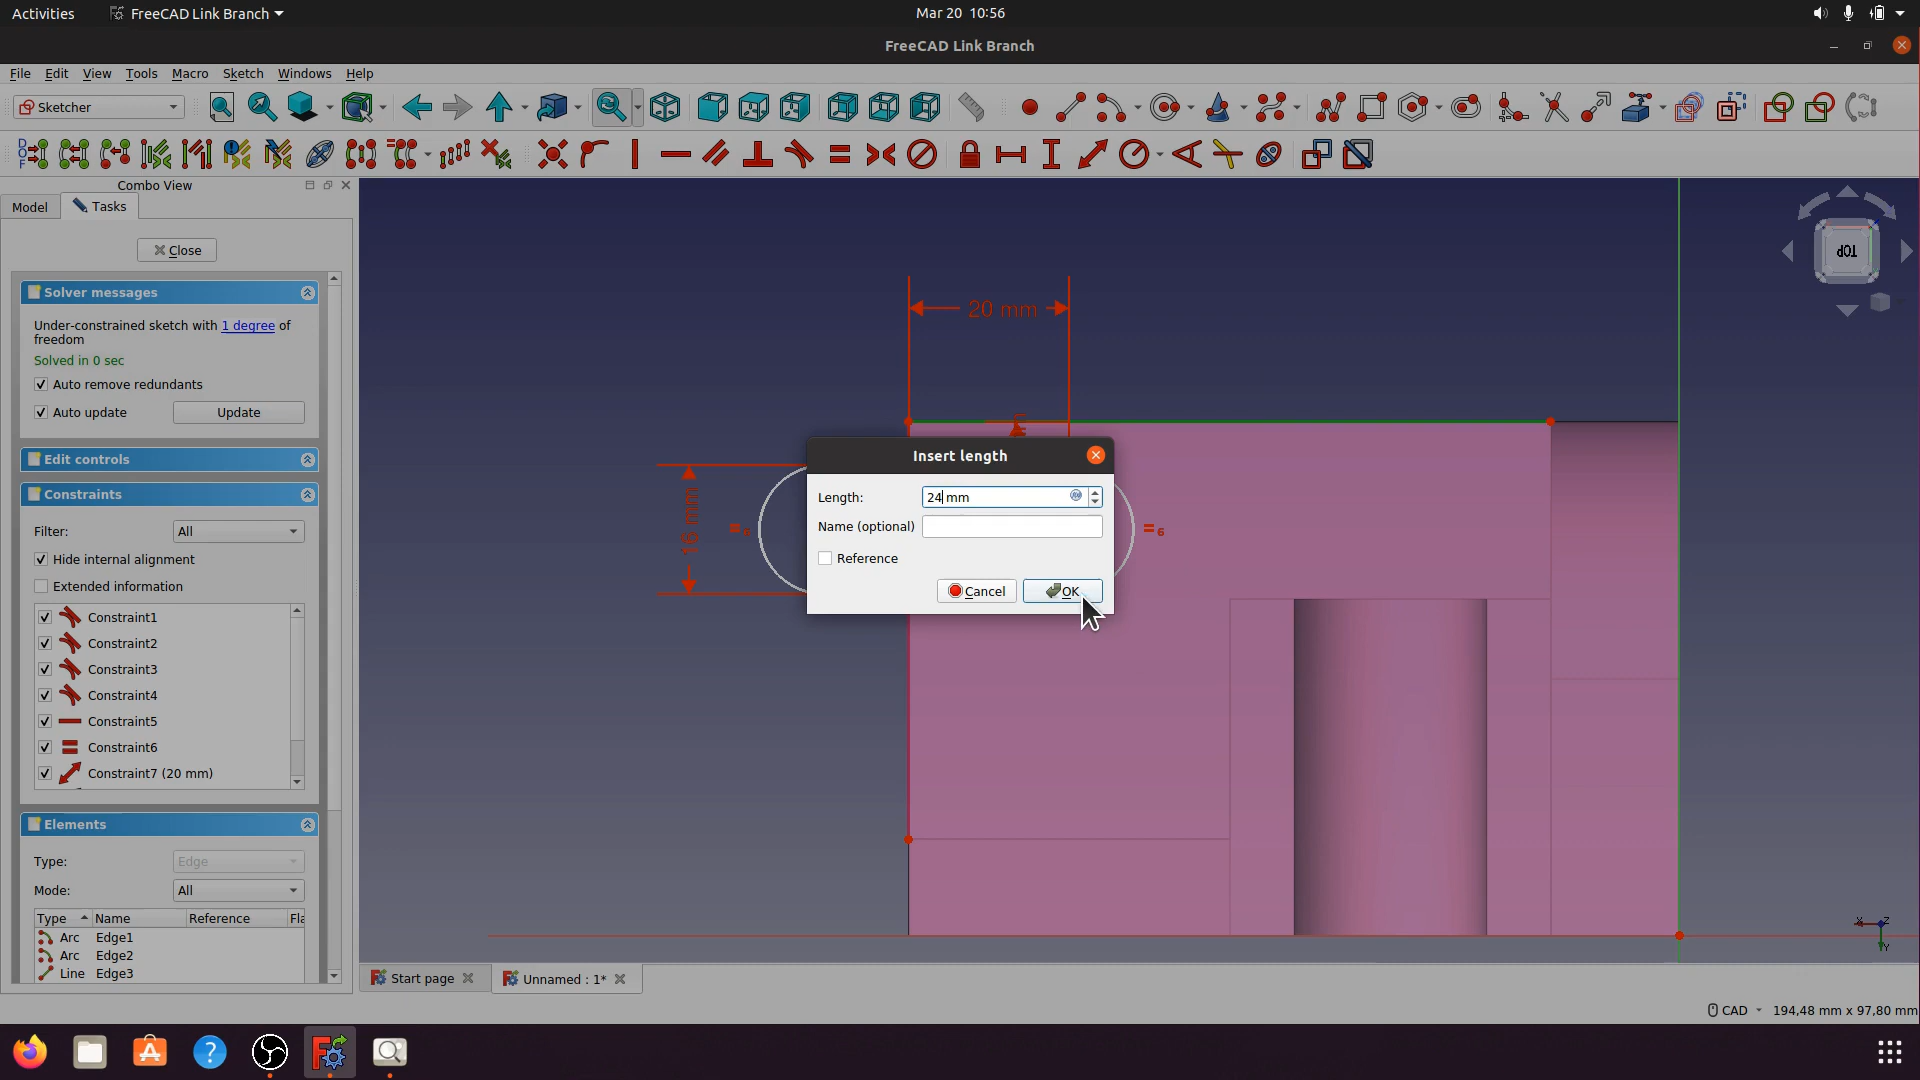 Activities
FreeCAD Link Branch
Mar 20 10:56
FreeCAD Link Branch
File Edit View Tools Macro Sketch Windows Help
Sketcher
Combo View
Model
Tasks
Close
Solver messages
Under-constrained sketch with 1 degree of
freedom
Solved in 0 sec
Auto remove redundants
Auto update
Update
Edit controls
Constraints
Filter:
All
Hide internal alignment
Extended information
Constraint1
Constraint2
Constraint3
Constraint4
Constraint5
Constraint6
Constraint7 (20 mm)
Elements
Type:
Edge
Mode:
All
Type Name Reference Fla
Arc Edge1
Arc Edge2
Line Edge3
20 mm
16 mm
6
Insert length
Length:
24 mm
Name (optional)
Reference
Cancel
OK
TOP
X
Z
Y
Start page
Unnamed : 1*
CAD
194,48 mm x 97,80 mm